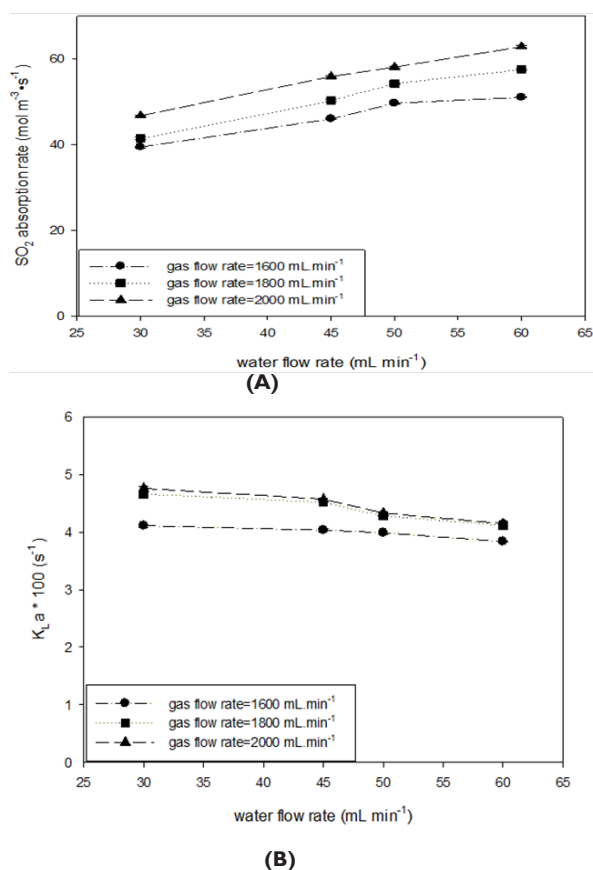 60
40
20
0
SO₂ absorption rate (mol m⁻³•s⁻¹)
gas flow rate=1600 mL.min⁻¹
gas flow rate=1800 mL.min⁻¹
gas flow rate=2000 mL.min⁻¹
25 30 35 40 45 50 55 60 65
water flow rate (mL min⁻¹)
(A)
6
5
4
3
2
1
0
K_L a * 100 (s⁻¹)
gas flow rate=1600 mL.min⁻¹
gas flow rate=1800 mL.min⁻¹
gas flow rate=2000 mL.min⁻¹
25 30 35 40 45 50 55 60 65
water flow rate (mL min⁻¹)
(B)